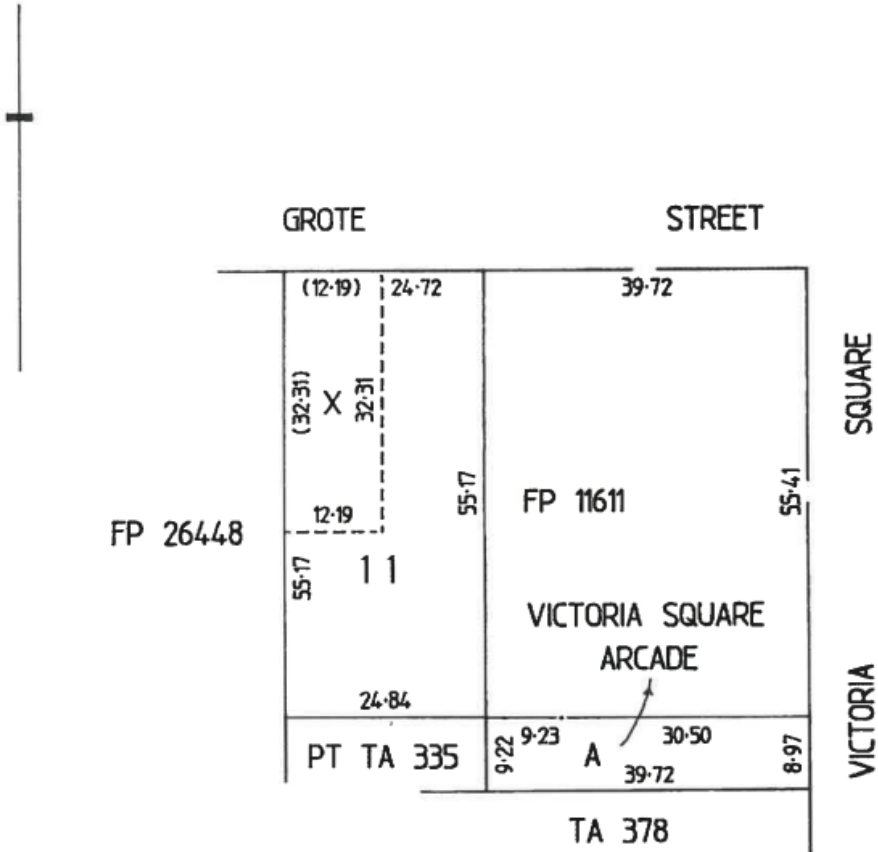 GROTE STREET
(12·19) 24·72 39·72
SQUARE
(32·31) X 32·31
55·17 FP 11611 55·41
12·19
FP 26448
55·17 11
VICTORIA SQUARE
ARCADE
24·84
VICTORIA
9·23 30·50
PT TA 335 9·22 A 8·97
39·72
TA 378